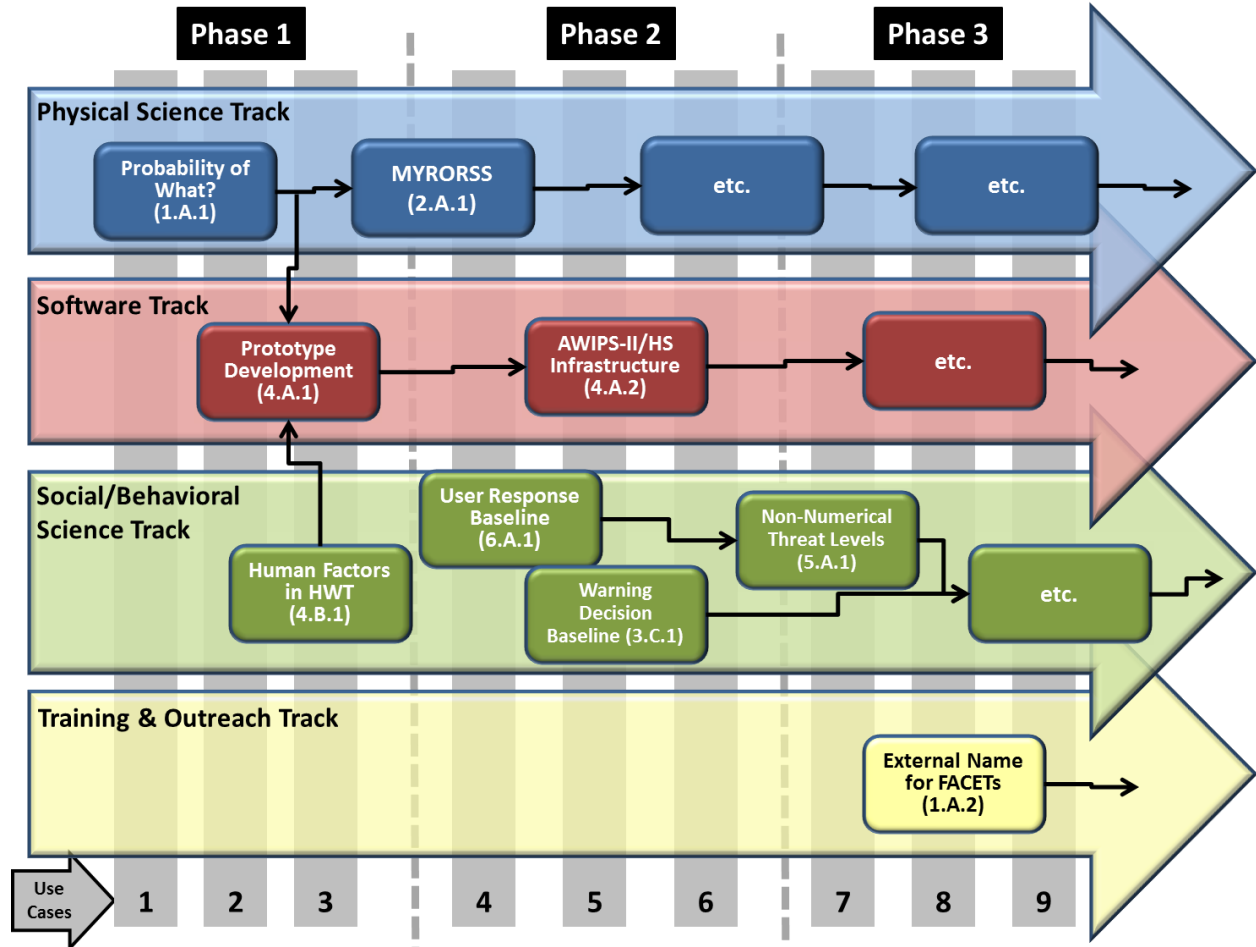 Phase 1
Phase 2
Phase 3
Physical Science Track
Probability of
What?
(1.A.1)
MYRORSS
(2.A.1)
etc.
etc.
Software Track
Prototype
Development
(4.A.1)
AWIPS-II/HS
Infrastructure
(4.A.2)
etc.
Social/Behavioral
Science Track
User Response
Baseline
(6.A.1)
Non-Numerical
Threat Levels
(5.A.1)
Human Factors
in HWT
(4.B.1)
Warning
Decision
Baseline (3.C.1)
etc.
Training & Outreach Track
External Name
for FACETs
(1.A.2)
Use
Cases
1
2
3
4
5
6
7
8
9